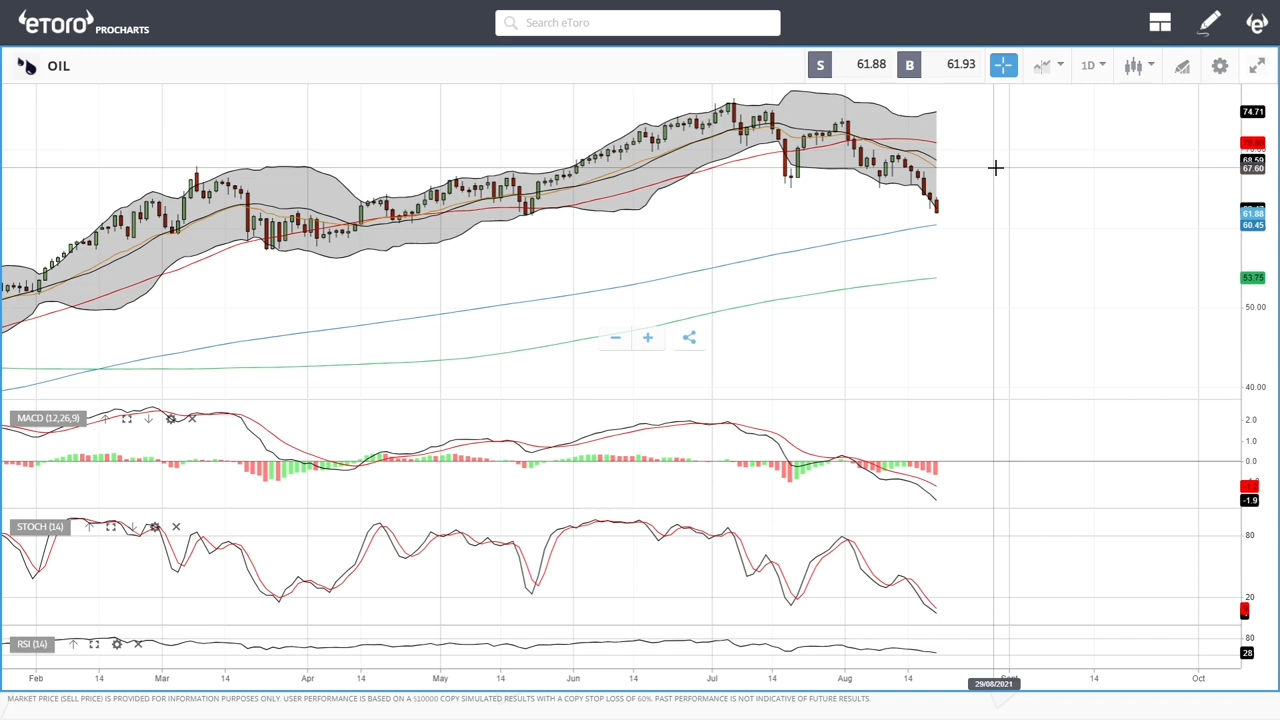 eToro PROCHARTS
Search eToro
OIL
S 61.88 B 61.93
1D
74.71
68.59
67.60
61.88
60.45
53.75
50.00
40.00
MACD (12,26,9)
2.0
1.0
0.0
-1.2
-1.9
STOCH (14)
80
20
RSI (14)
80
28
Feb 14 Mar 14 Apr 14 May 14 Jun 14 Jul 14 Aug 14 14 Oct
29/08/2021
MARKET PRICE (SELL PRICE) IS PROVIDED FOR INFORMATION PURPOSES ONLY. USER PERFORMANCE IS BASED ON A $10000 COPY SIMULATED RESULTS WITH A COPY STOP LOSS OF 60%. PAST PERFORMANCE IS NOT INDICATIVE OF FUTURE RESULTS.